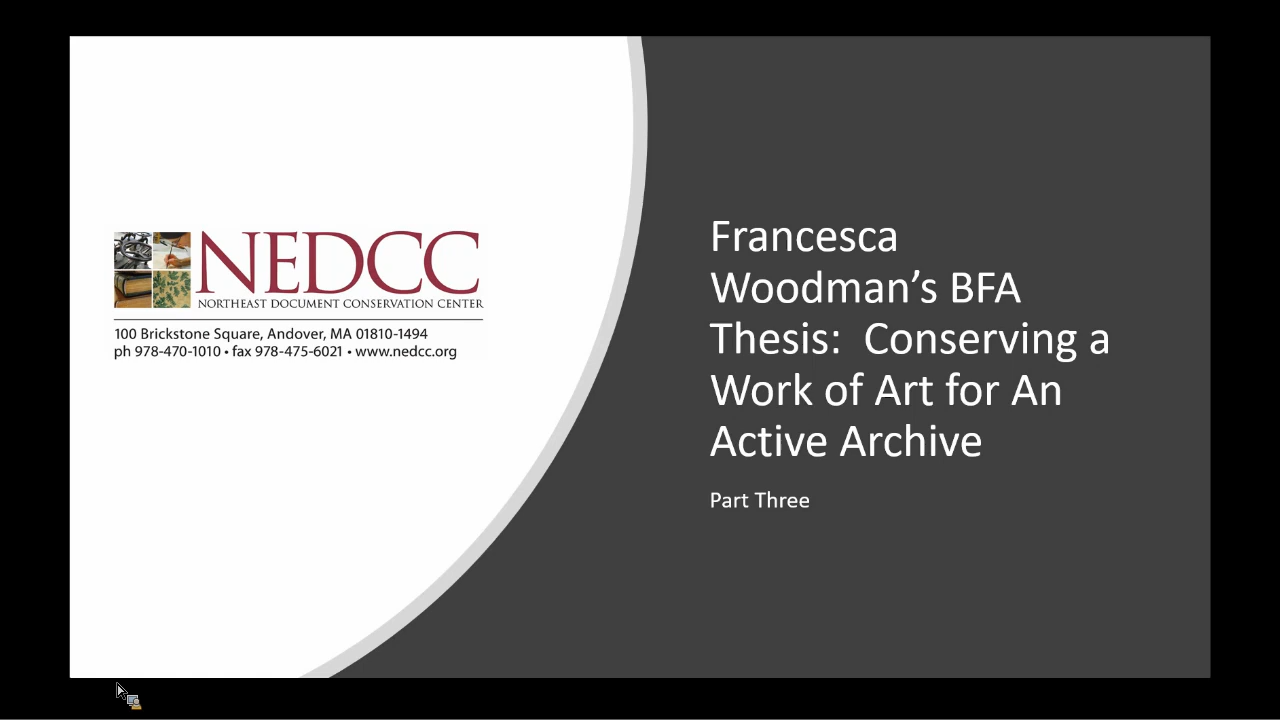 NEDCC
NORTHEAST DOCUMENT CONSERVATION CENTER
100 Brickstone Square, Andover, MA 01810-1494
ph 978-470-1010 • fax 978-475-6021 • www.nedcc.org
Francesca
Woodman’s BFA
Thesis:  Conserving a
Work of Art for An
Active Archive
Part Three